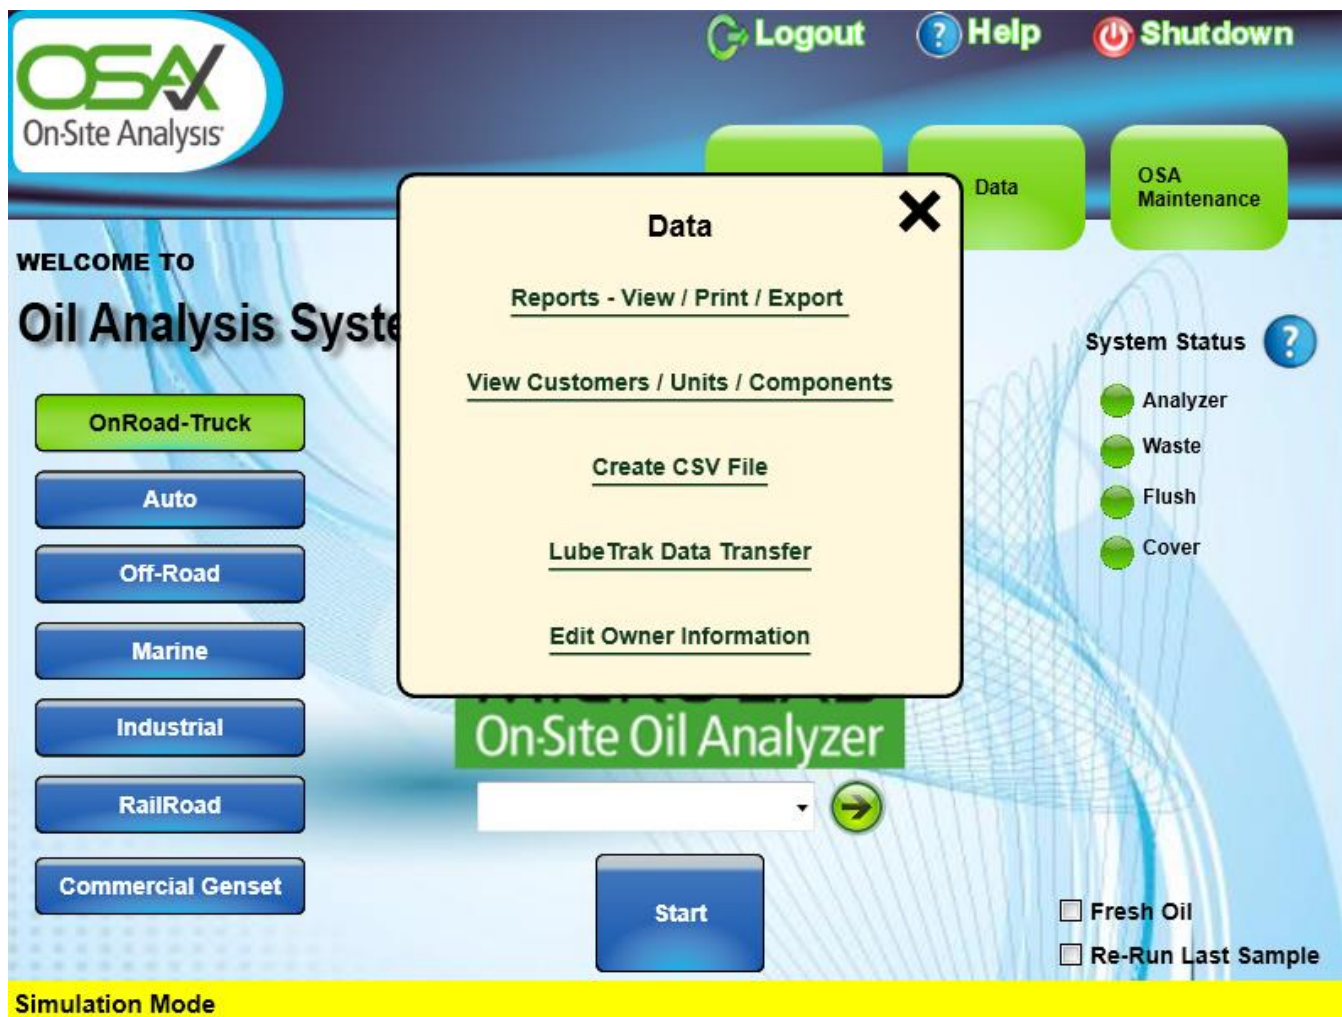 Logout
Help
Shutdown
OSA
On-Site Analysis
Data
OSA
Maintenance
Data
WELCOME TO
Oil Analysis Syste
Reports - View / Print / Export
View Customers / Units / Components
Create CSV File
LubeTrak Data Transfer
Edit Owner Information
System Status
?
Analyzer
Waste
Flush
Cover
OnRoad-Truck
Auto
Off-Road
Marine
Industrial
RailRoad
Commercial Genset
On-Site Oil Analyzer
Start
Fresh Oil
Re-Run Last Sample
Simulation Mode